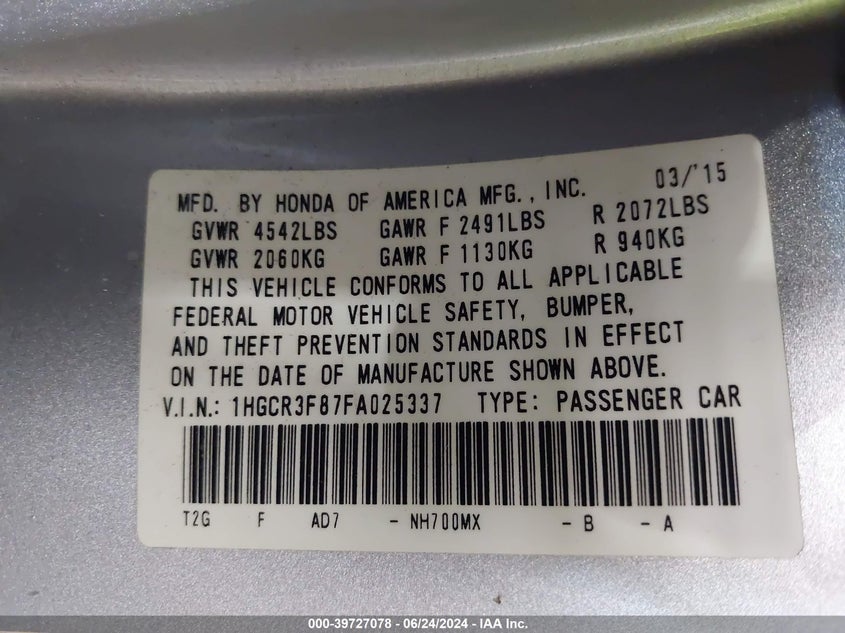 MFD. BY HONDA OF AMERICA MFG., INC. 03/'15
GVWR 4542LBS GAWR F 2491LBS R 2072LBS
GVWR 2060KG GAWR F 1130KG R 940KG
THIS VEHICLE CONFORMS TO ALL APPLICABLE
FEDERAL MOTOR VEHICLE SAFETY, BUMPER,
AND THEFT PREVENTION STANDARDS IN EFFECT
ON THE DATE OF MANUFACTURE SHOWN ABOVE.
V.I.N.: 1HGCR3F87FA025337 TYPE: PASSENGER CAR
T2G F AD7 - NH700MX - B - A
000-39727078 - 06/24/2024 - IAA Inc.